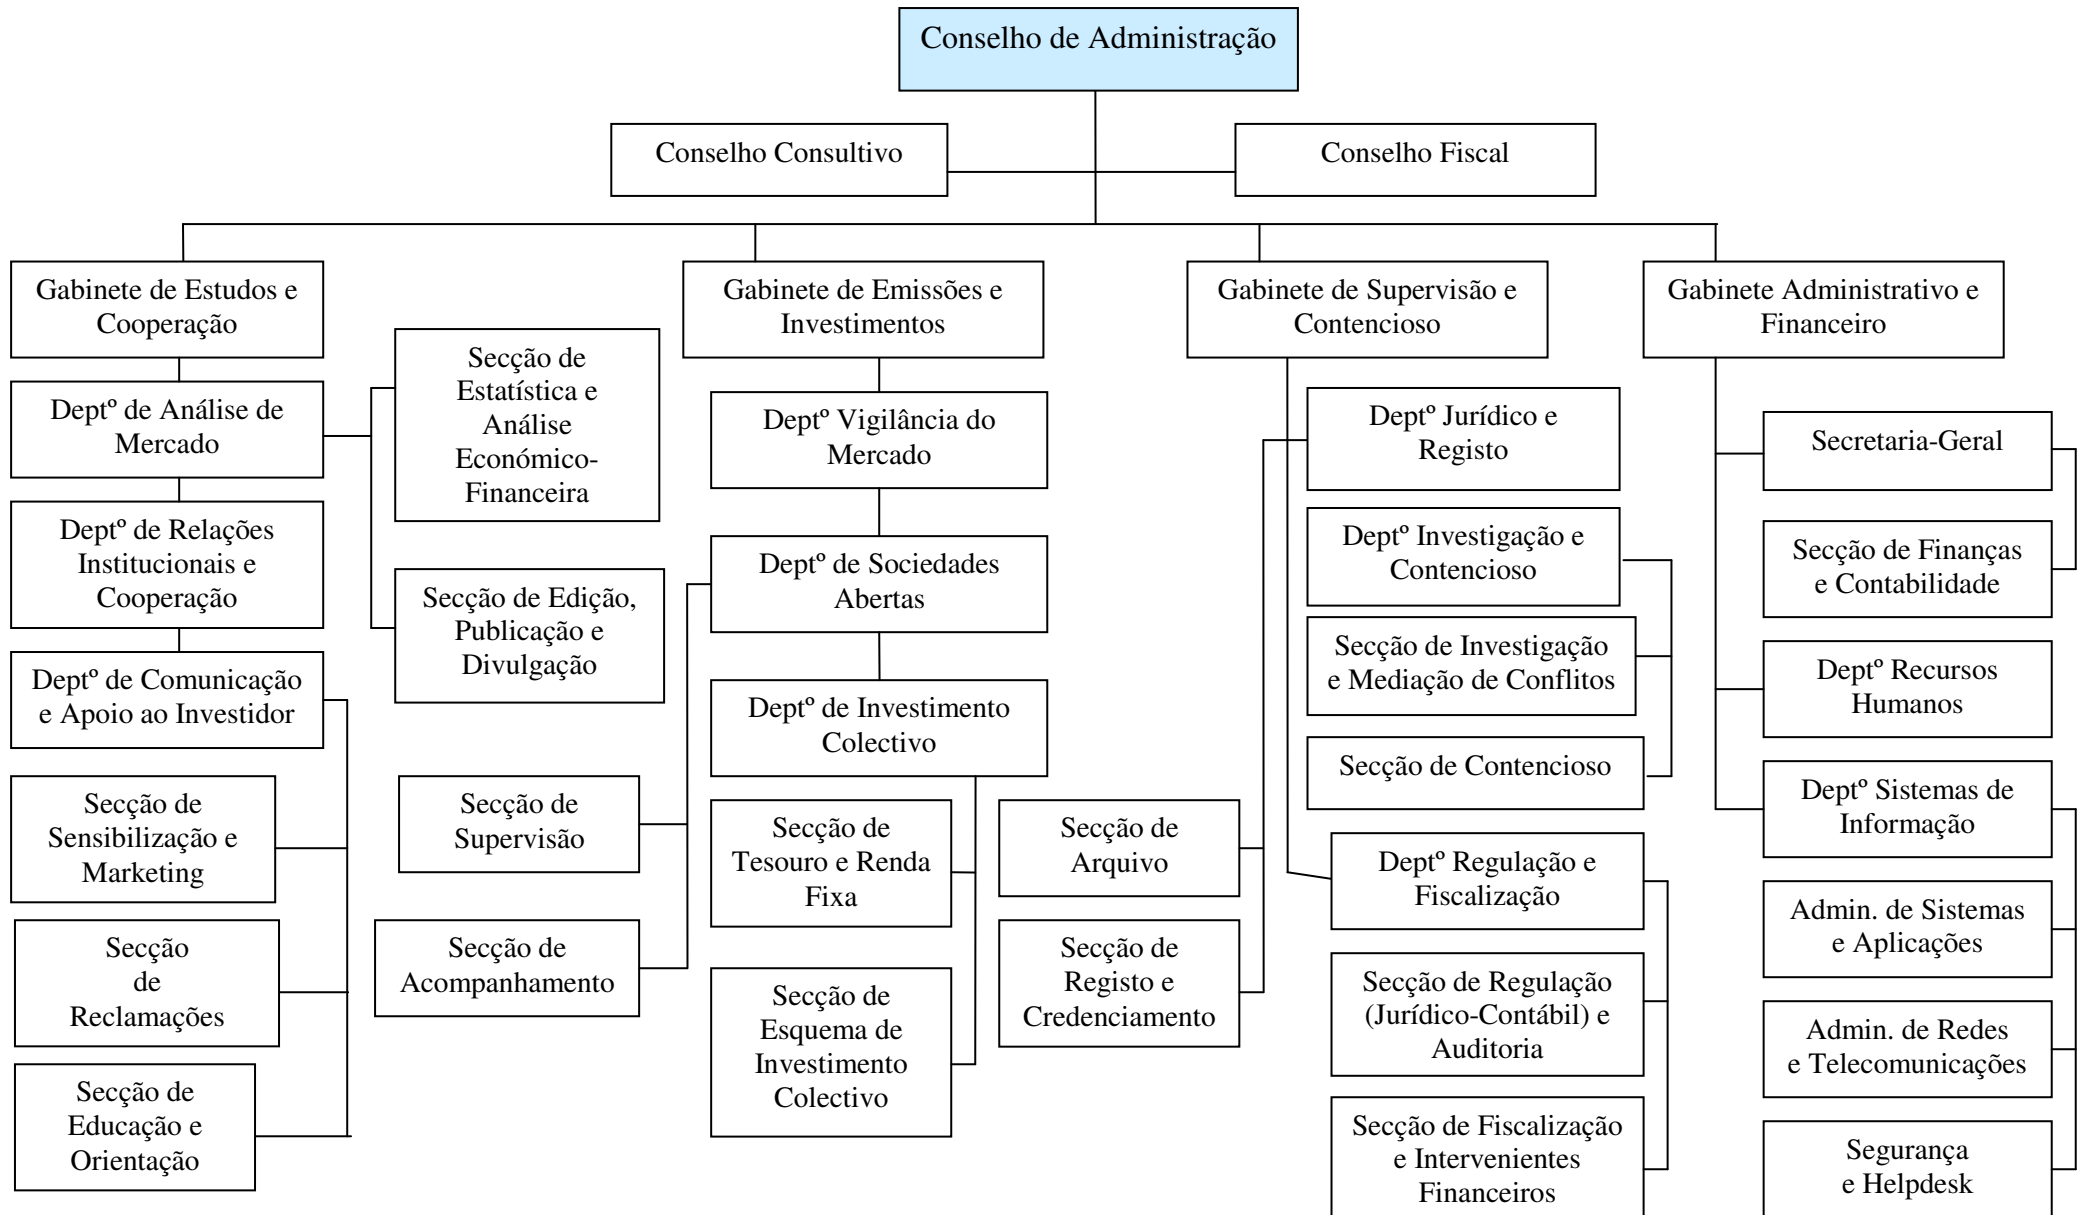 Conselho de Administração
Conselho Consultivo
Conselho Fiscal
Gabinete de Estudos e
Cooperação
Gabinete de Emissões e
Investimentos
Gabinete de Supervisão e
Contencioso
Gabinete Administrativo e
Financeiro
Deptº de Análise de
Mercado
Secção de
Estatística e
Análise
Económico-
Financeira
Deptº de Relações
Institucionais e
Cooperação
Secção de Edição,
Publicação e
Divulgação
Deptº de Comunicação
e Apoio ao Investidor
Secção de
Sensibilização e
Marketing
Secção
de
Reclamações
Secção de
Educação e
Orientação
Deptº Vigilância do
Mercado
Deptº de Sociedades
Abertas
Deptº de Investimento
Colectivo
Secção de
Supervisão
Secção de
Acompanhamento
Secção de
Tesouro e Renda
Fixa
Secção de
Esquema de
Investimento
Colectivo
Deptº Jurídico e
Registo
Deptº Investigação e
Contencioso
Secção de Investigação
e Mediação de Conflitos
Secção de Contencioso
Secção de
Arquivo
Secção de
Registo e
Credenciamento
Deptº Regulação e
Fiscalização
Secção de Regulação
(Jurídico-Contábil) e
Auditoria
Secção de Fiscalização
e Intervenientes
Financeiros
Secretaria-Geral
Secção de Finanças
e Contabilidade
Deptº Recursos
Humanos
Deptº Sistemas de
Informação
Admin. de Sistemas
e Aplicações
Admin. de Redes
e Telecomunicações
Segurança
e Helpdesk